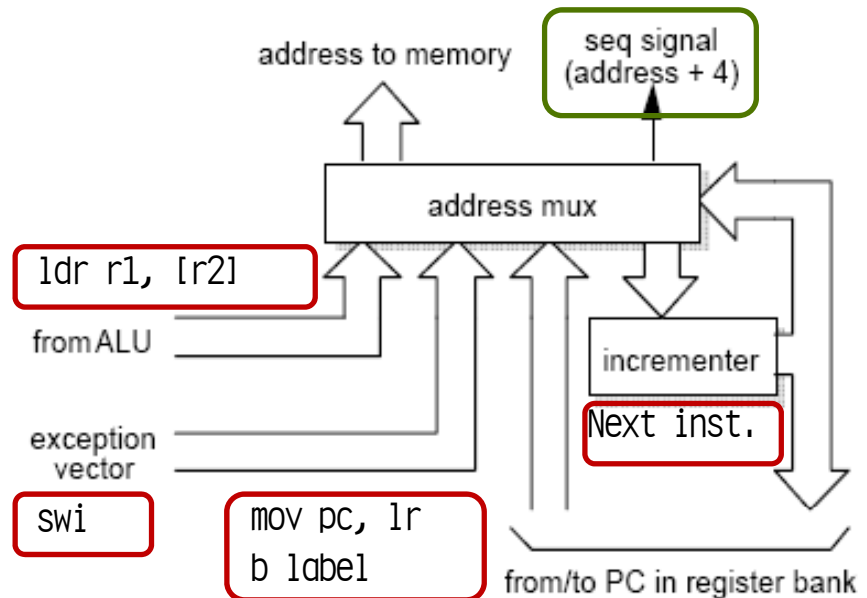 address to memory
seq signal
(address + 4)
address mux
ldr r1, [r2]
from ALU
incrementer
Next inst.
exception
vector
swi
mov pc, lr
b label
from/to PC in register bank